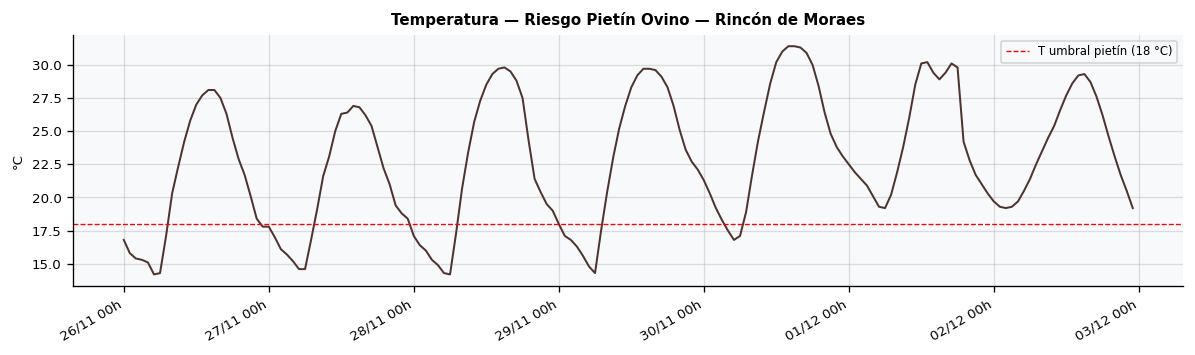 Temperatura — Riesgo Pietín Ovino — Rincón de Moraes
T umbral pietín (18 °C)
°C
30.0
27.5
25.0
22.5
20.0
17.5
15.0
26/11 00h
27/11 00h
28/11 00h
29/11 00h
30/11 00h
01/12 00h
02/12 00h
03/12 00h